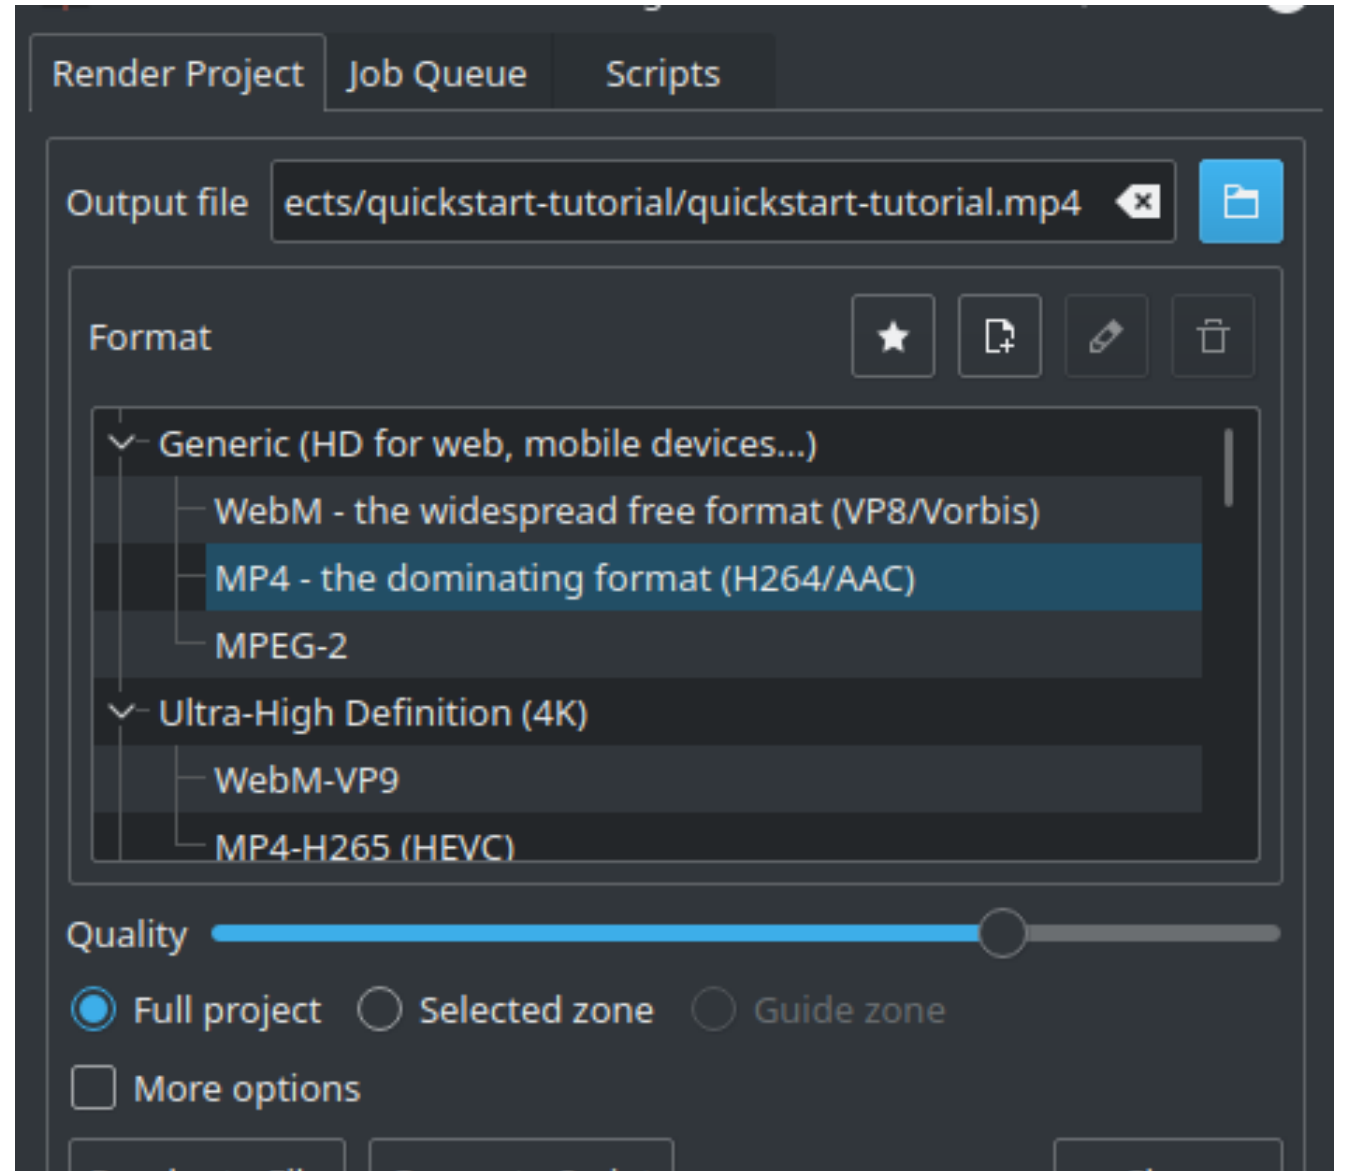 Render Project Job Queue Scripts
Output file ects/quickstart-tutorial/quickstart-tutorial.mp4
Format
Generic (HD for web, mobile devices...)
WebM - the widespread free format (VP8/Vorbis)
MP4 - the dominating format (H264/AAC)
MPEG-2
Ultra-High Definition (4K)
WebM-VP9
MP4-H265 (HEVC)
Quality
Full project Selected zone Guide zone
More options